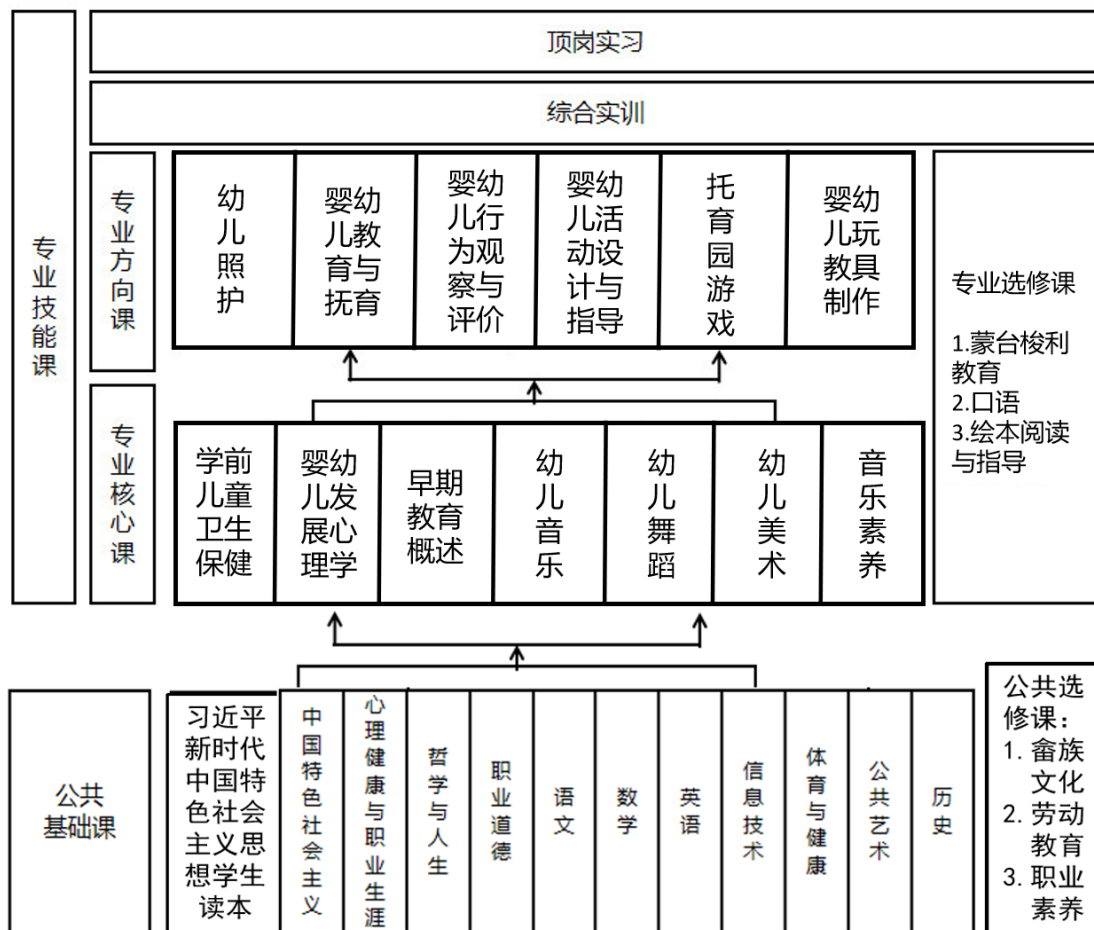 顶岗实习
综合实训
专业技能课
专业方向课
幼儿照护
婴幼
儿教
育与
抚育
婴幼
儿行
为观
察与
评价
婴幼
儿活
动设
计与
指导
托育园游戏
婴幼
儿玩
教具
制作
专业选修课
1.蒙台梭利
教育
2.口语
3.绘本阅读
与指导
专业核心课
学前
儿童
卫生
保健
婴幼
儿发
展心
理学
早期
教育
概述
幼儿音乐
幼儿舞蹈
幼儿美术
音乐素养
公共
基础课
习近平
新时代
中国特
色社会
主义思
想学生
读本
中国特色社会主义
心理健康与职业生涯
哲学与人生
职业道德
语文
数学
英语
信息技术
体育与健康
公共艺术
历史
公共选
修课：
1. 畲族
文化
2. 劳动
教育
3. 职业
素养